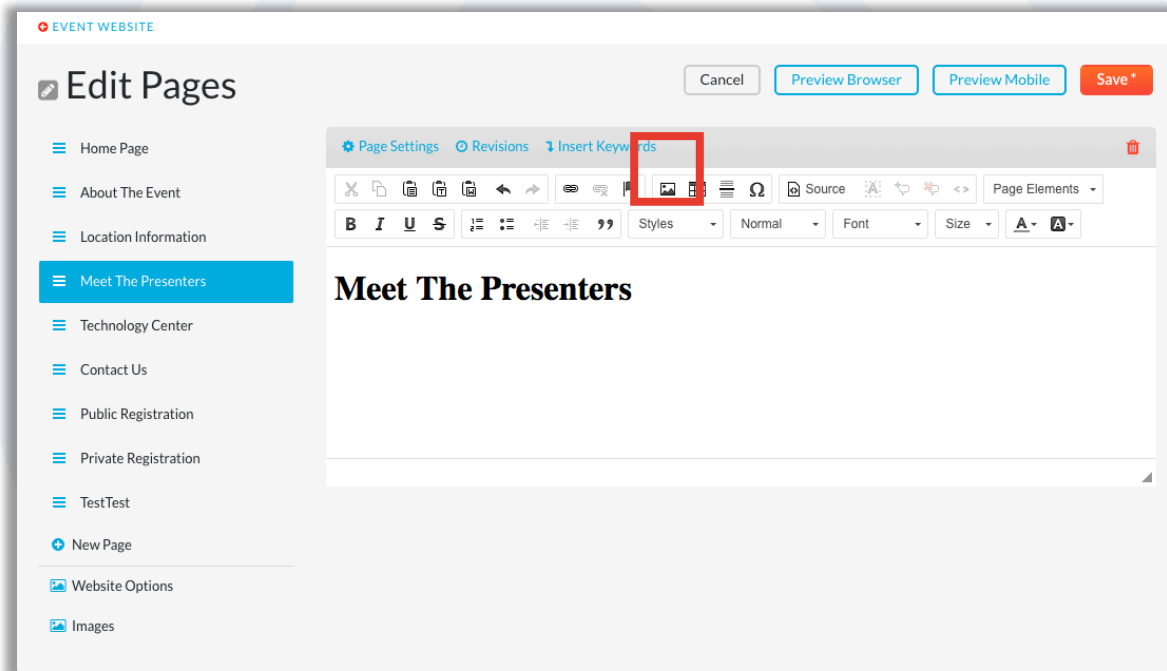 EVENT WEBSITE
Edit Pages
Cancel Preview Browser Preview Mobile Save*
Home Page
About The Event
Location Information
Meet The Presenters
Technology Center
Contact Us
Public Registration
Private Registration
TestTest
New Page
Website Options
Images
Page Settings Revisions Insert Keywords
Source Page Elements
B I U S Styles Normal Font Size A A
Meet The Presenters